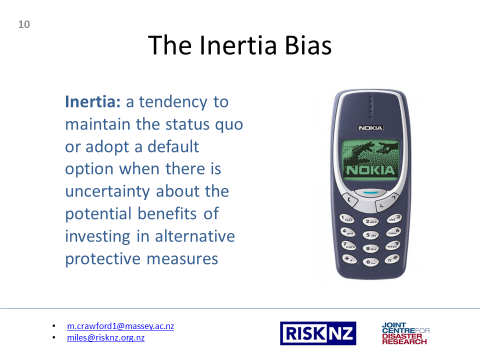 10
The Inertia Bias
Inertia: a tendency to
maintain the status quo
or adopt a default
option when there is
uncertainty about the
potential benefits of
investing in alternative
protective measures
NOKIA
NOKIA
• m.crawford1@massey.ac.nz
• miles@risknz.org.nz
RISKNZ
JOINT
CENTREFOR
DISASTER
RESEARCH